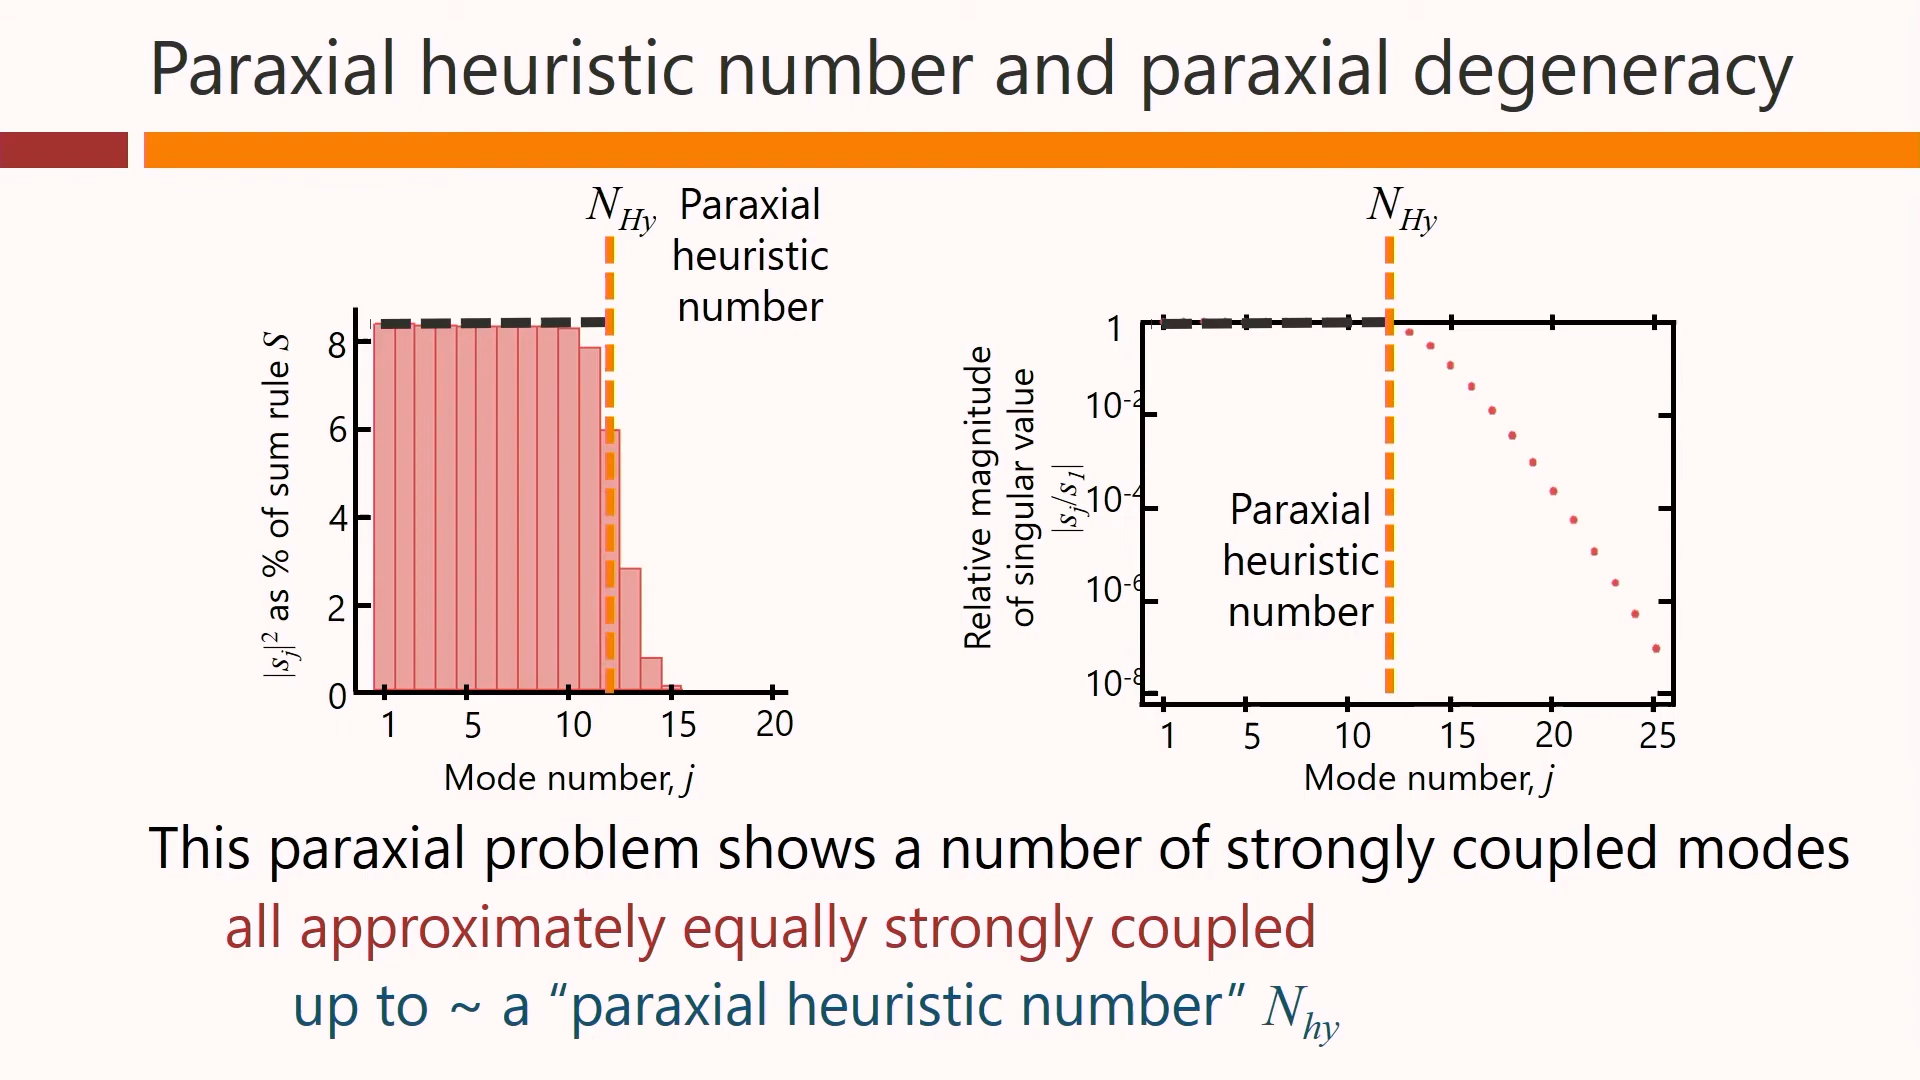 Paraxial heuristic number and paraxial degeneracy
N_Hy Paraxial
heuristic
number
|s_j|² as % of sum rule S
8
6
4
2
0
1 5 10 15 20
Mode number, j
N_Hy
Relative magnitude
of singular value
|s_j/s_1|
1
10⁻²
10⁻⁴
10⁻⁶
10⁻⁸
Paraxial
heuristic
number
1 5 10 15 20 25
Mode number, j
This paraxial problem shows a number of strongly coupled modes
all approximately equally strongly coupled
up to ~ a “paraxial heuristic number” N_hy